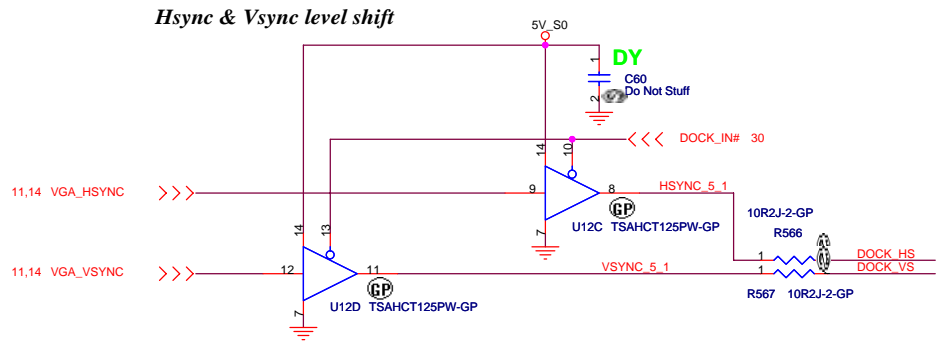 Hsync & Vsync level shift
5V_S0
DY
1
C60
Do Not Stuff
2
DOCK_IN# 30
14
10
11,14 VGA_HSYNC
9
8
HSYNC_5_1
GP
U12C TSAHCT125PW-GP
7
10R2J-2-GP
R566
14
13
11,14 VGA_VSYNC
12
11
VSYNC_5_1
1
DOCK_HS
1
DOCK_VS
GP
U12D TSAHCT125PW-GP
R567 10R2J-2-GP
7